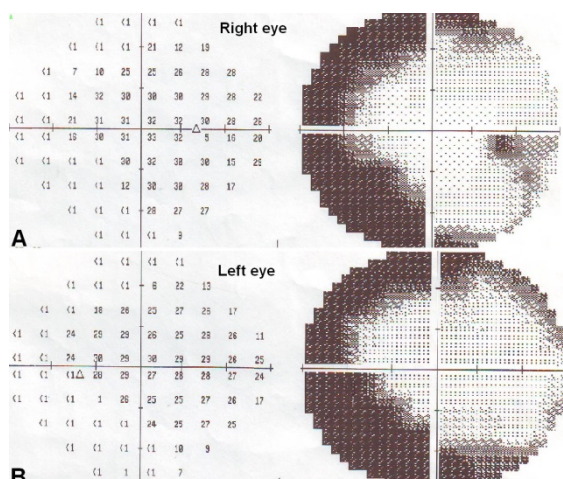 (1 (1 (1 (1
Right eye
(1 (1 (1 21 12 19
(1 7 10 25 25 26 28 28
(1 (1 14 32 30 30 30 29 28 22
(1 (1 21 31 31 32 32 30 28 26
(1 (1 30 31 33 32 5 16 20
(1 (1 (1 (1 30 32 30 15 25
(1 (1 (1 12 30 30 28 17
(1 (1 (1 28 27 27
A
(1 (1 (1 9
(1 (1 (1 (1
Left eye
(1 (1 (1 6 22 13
(1 (1 18 26 25 27 17
(1 (1 24 29 29 26 25 26 11
(1 (1 24 30 29 30 29 29 26 25
(1 (1 (1 28 29 27 28 28 27 24
(1 (1 (1 1 26 25 25 27 26 17
(1 (1 (1 (1 24 25 27 25
(1 (1 (1 (1 10 9
B
(1 1 (1 7